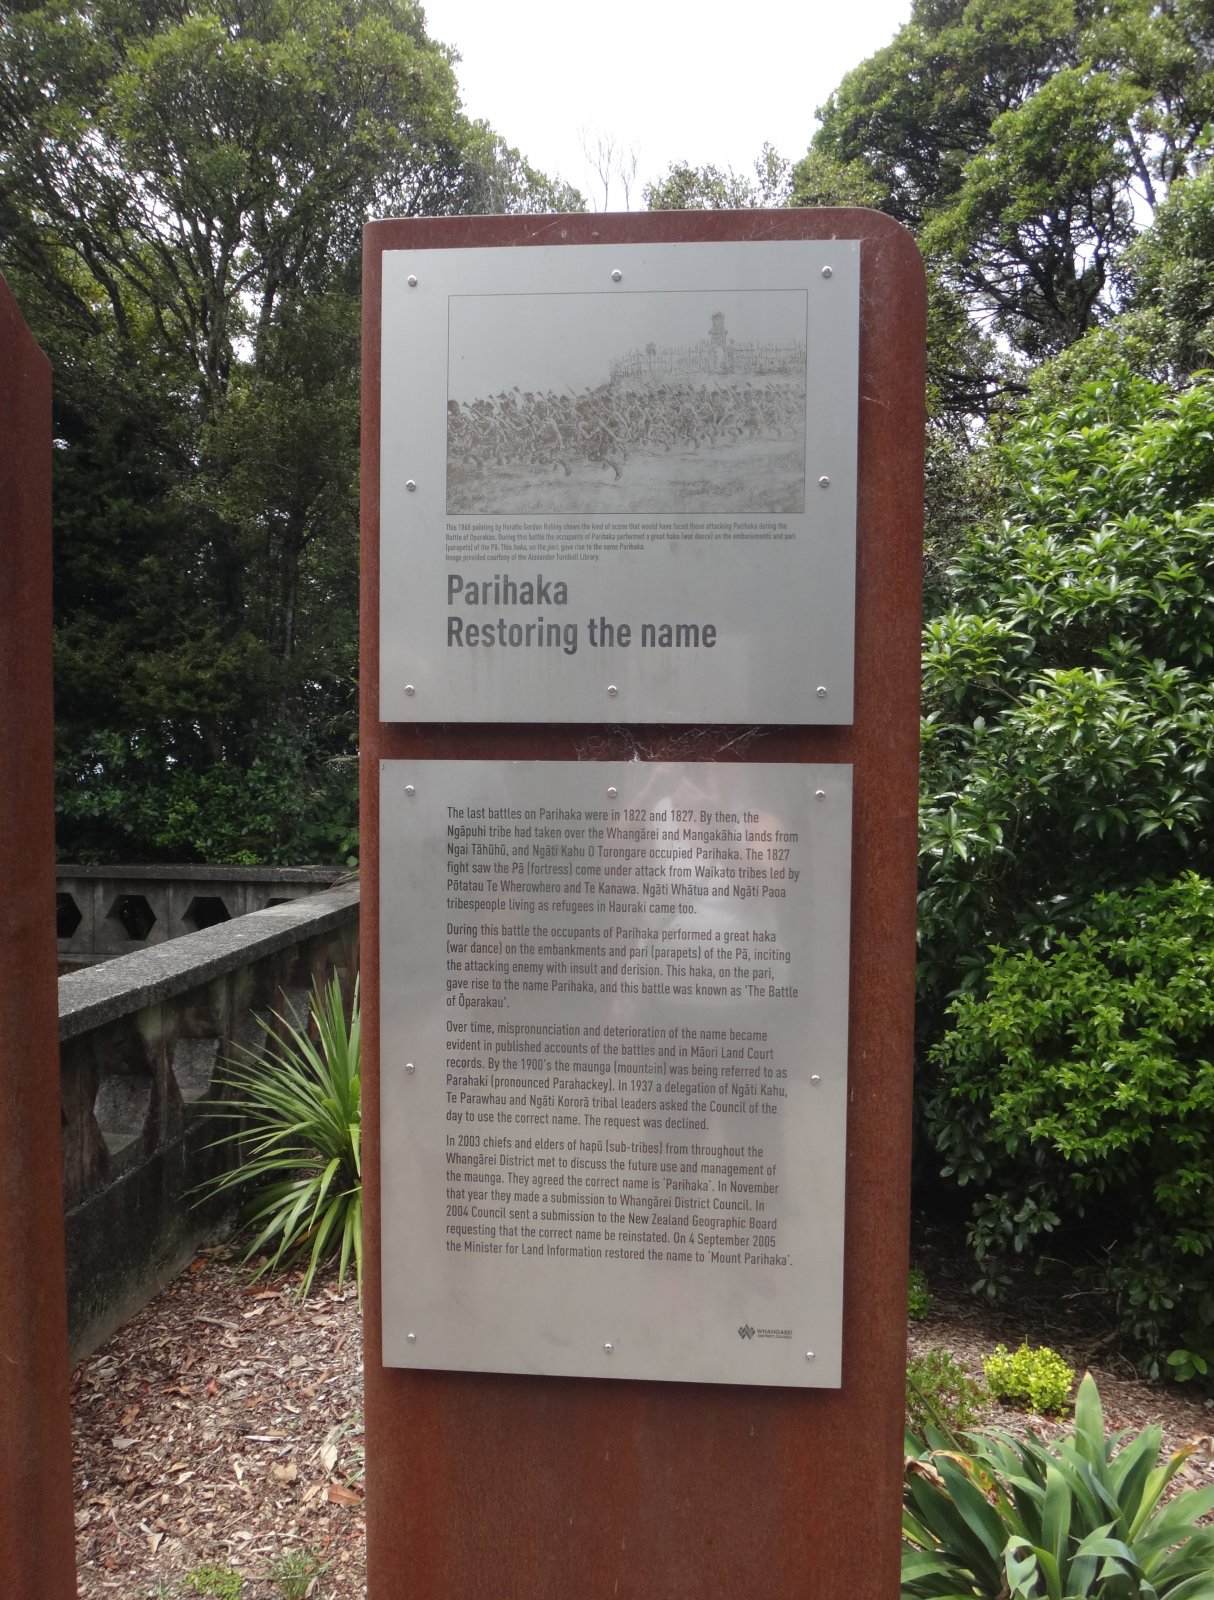 This 1865 painting by Horatio Gordon Robley shows the kind of scene that would have faced those attacking Parihaka during the
Battle of Ōparakau. During this battle the occupants of Parihaka performed a great haka (war dance) on the embankments and pari
(parapets) of the Pā. This haka, on the pari, gave rise to the name Parihaka.
Image provided courtesy of the Alexander Turnbull Library.
Parihaka
Restoring the name
The last battles on Parihaka were in 1822 and 1827. By then, the
Ngāpuhi tribe had taken over the Whangārei and Mangakāhia lands from
Ngai Tāhūhū, and Ngāti Kahu O Torongare occupied Parihaka. The 1827
fight saw the Pā (fortress) come under attack from Waikato tribes led by
Pōtatau Te Wherowhero and Te Kanawa. Ngāti Whātua and Ngāti Paoa
tribespeople living as refugees in Hauraki came too.
During this battle the occupants of Parihaka performed a great haka
(war dance) on the embankments and pari (parapets) of the Pā, inciting
the attacking enemy with insult and derision. This haka, on the pari,
gave rise to the name Parihaka, and this battle was known as 'The Battle
of Ōparakau'.
Over time, mispronunciation and deterioration of the name became
evident in published accounts of the battles and in Māori Land Court
records. By the 1900's the maunga (mountain) was being referred to as
Parahaki (pronounced Parahackey). In 1937 a delegation of Ngāti Kahu,
Te Parawhau and Ngāti Kororā tribal leaders asked the Council of the
day to use the correct name. The request was declined.
In 2003 chiefs and elders of hapū (sub-tribes) from throughout the
Whangārei District met to discuss the future use and management of
the maunga. They agreed the correct name is 'Parihaka'. In November
that year they made a submission to Whangārei District Council. In
2004 Council sent a submission to the New Zealand Geographic Board
requesting that the correct name be reinstated. On 4 September 2005
the Minister for Land Information restored the name to 'Mount Parihaka'.
WHANGAREI
DISTRICT COUNCIL